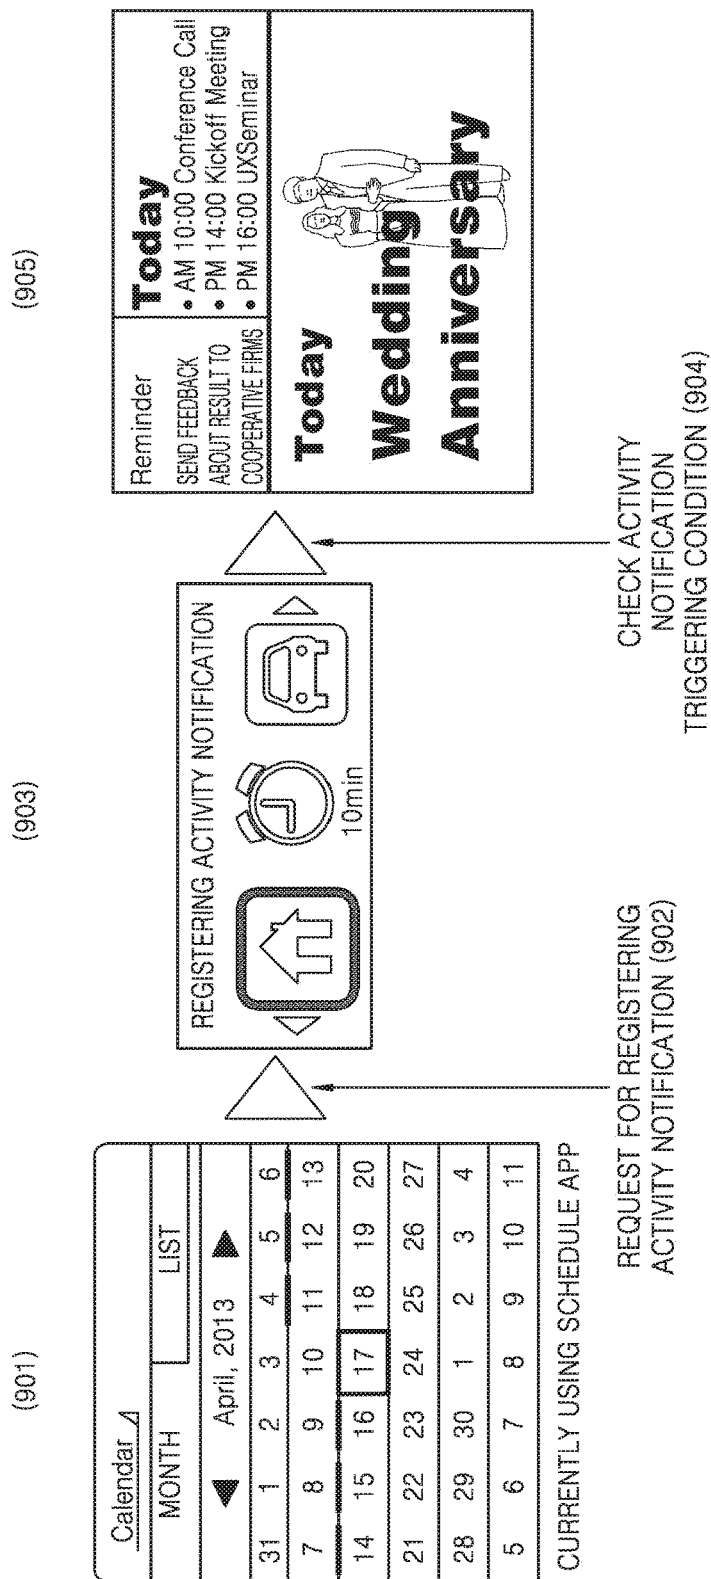 (901)
Calendar
MONTH LIST
◀ April, 2013 ▶
31 1 2 3 4 5 6
7 8 9 10 11 12 13
14 15 16 17 18 19 20
21 22 23 24 25 26 27
28 29 30 1 2 3 4
5 6 7 8 9 10 11
CURRENTLY USING SCHEDULE APP
REQUEST FOR REGISTERING
ACTIVITY NOTIFICATION (902)
(903)
REGISTERING ACTIVITY NOTIFICATION
10min
CHECK ACTIVITY
NOTIFICATION
TRIGGERING CONDITION (904)
(905)
Reminder
SEND FEEDBACK
ABOUT RESULT TO
COOPERATIVE FIRMS
Today
• AM 10:00 Conference Call
• PM 14:00 Kickoff Meeting
• PM 16:00 UXSeminar
Today
Wedding
Anniversary